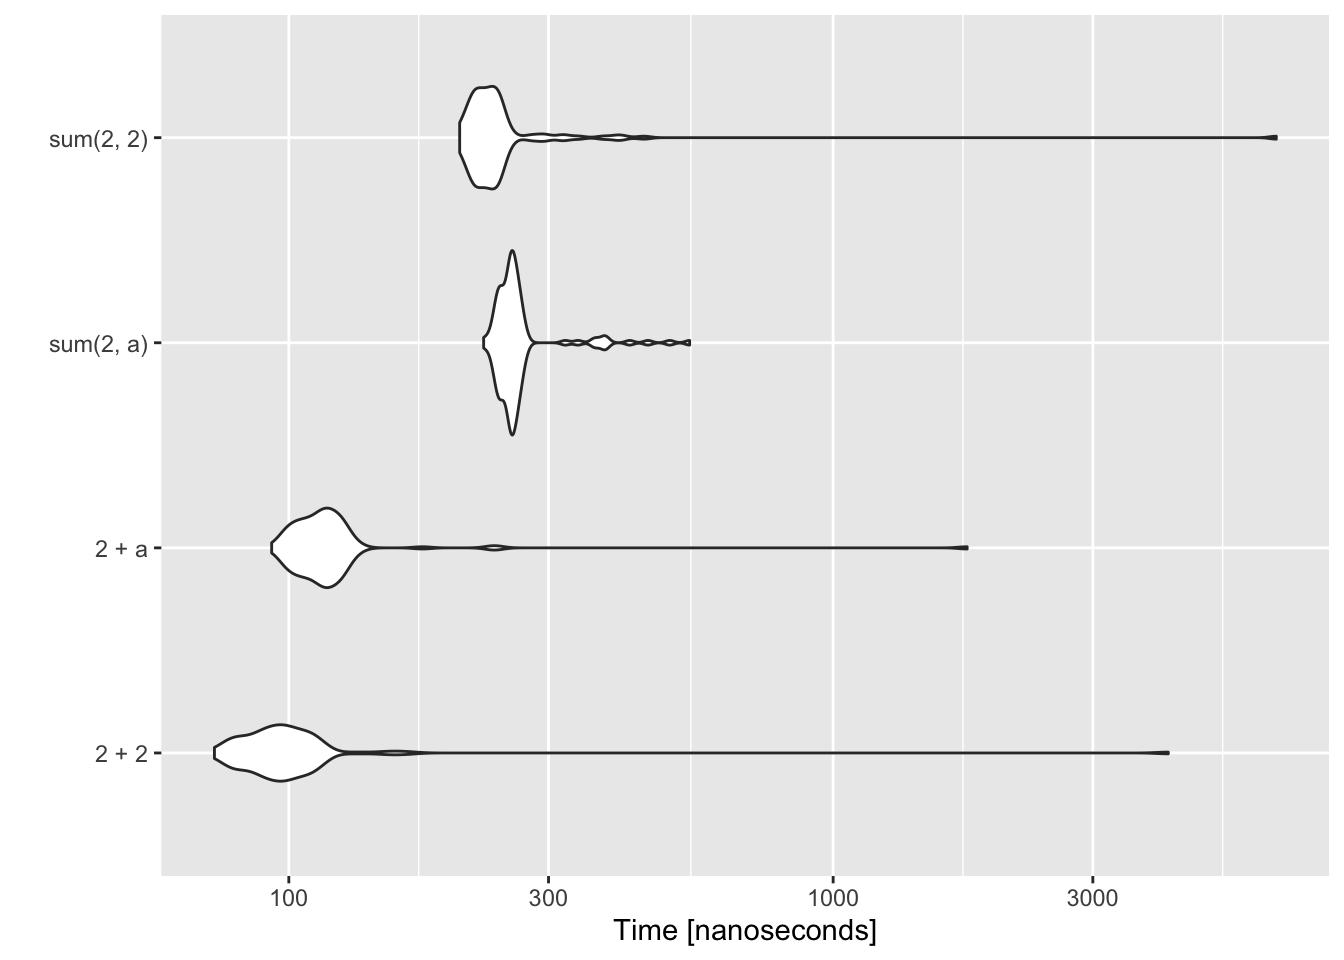 sum(2, 2)
sum(2, a)
2 + a
2 + 2
100 300 1000 3000
Time [nanoseconds]